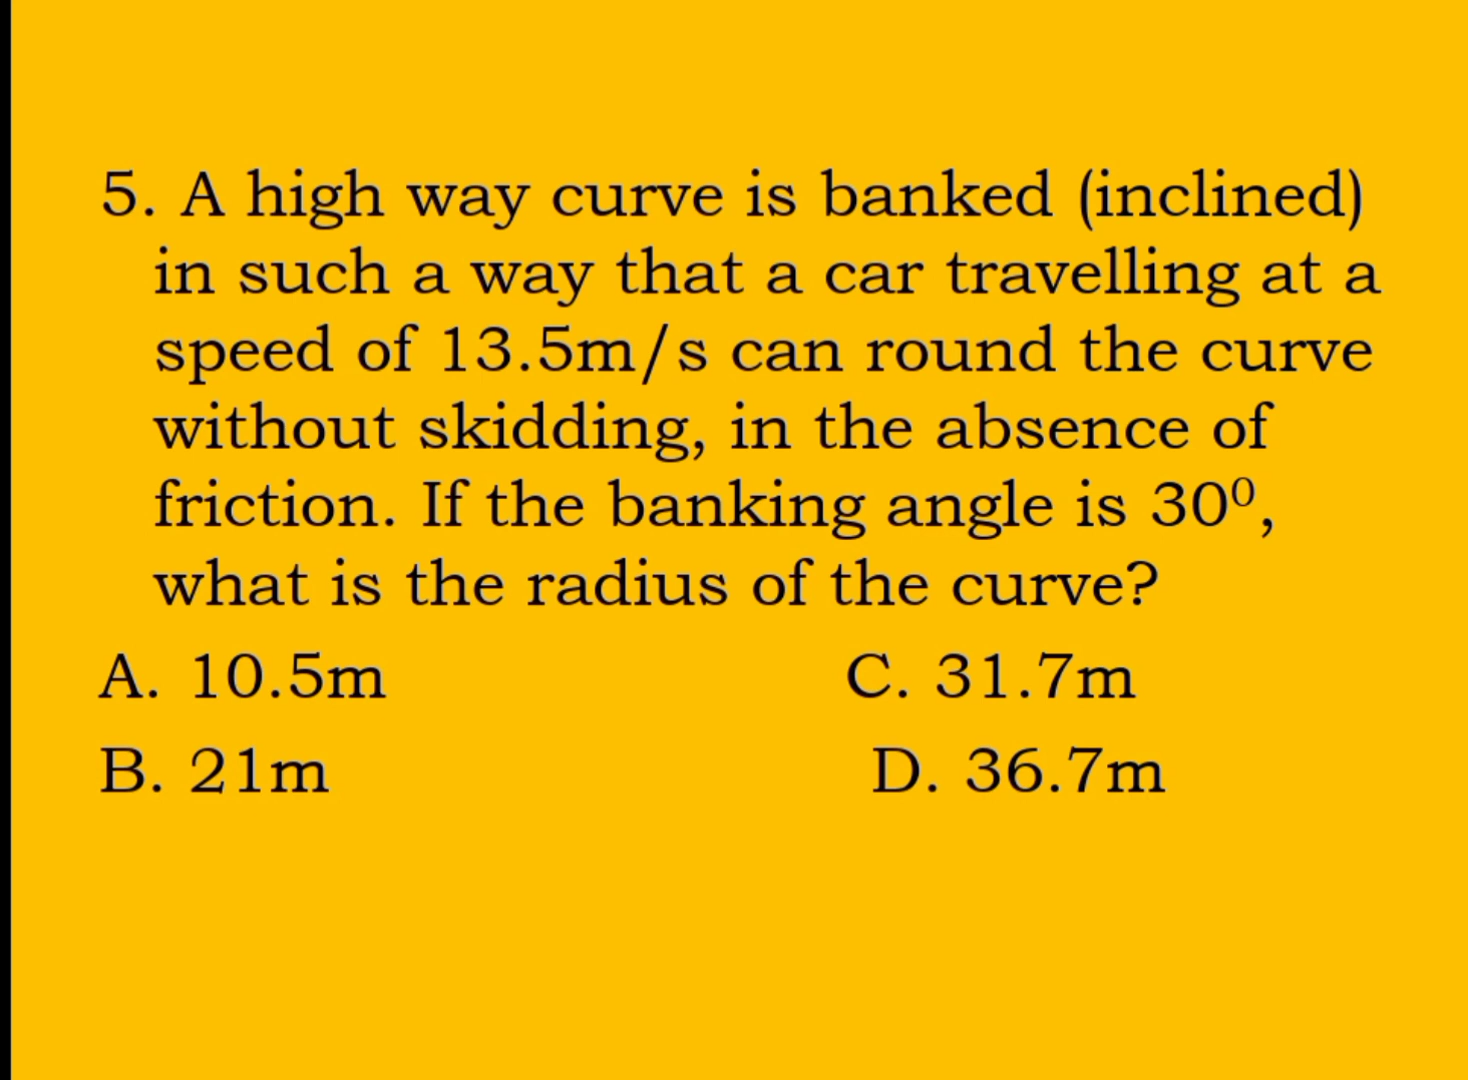 5. A high way curve is banked (inclined)
in such a way that a car travelling at a
speed of 13.5m/s can round the curve
without skidding, in the absence of
friction. If the banking angle is 30⁰,
what is the radius of the curve?
A. 10.5m C. 31.7m
B. 21m D. 36.7m